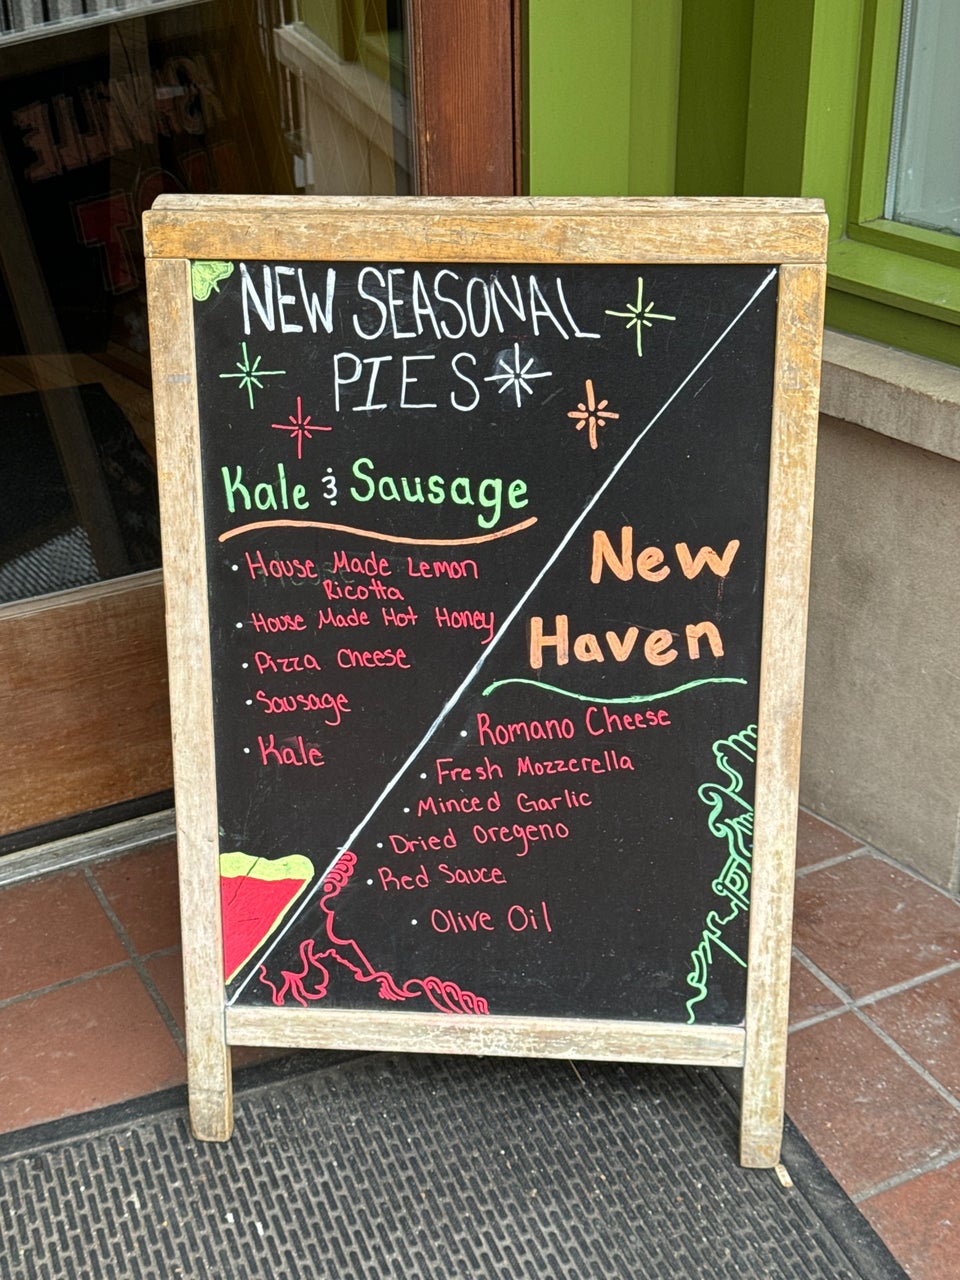 NEW SEASONAL
PIES
Kale & Sausage
• House Made Lemon
Ricotta
• House Made Hot Honey
• Pizza Cheese
• Sausage
• Kale
New
Haven
• Romano Cheese
• Fresh Mozzerella
• Minced Garlic
• Dried Oregeno
• Red Sauce
• Olive Oil